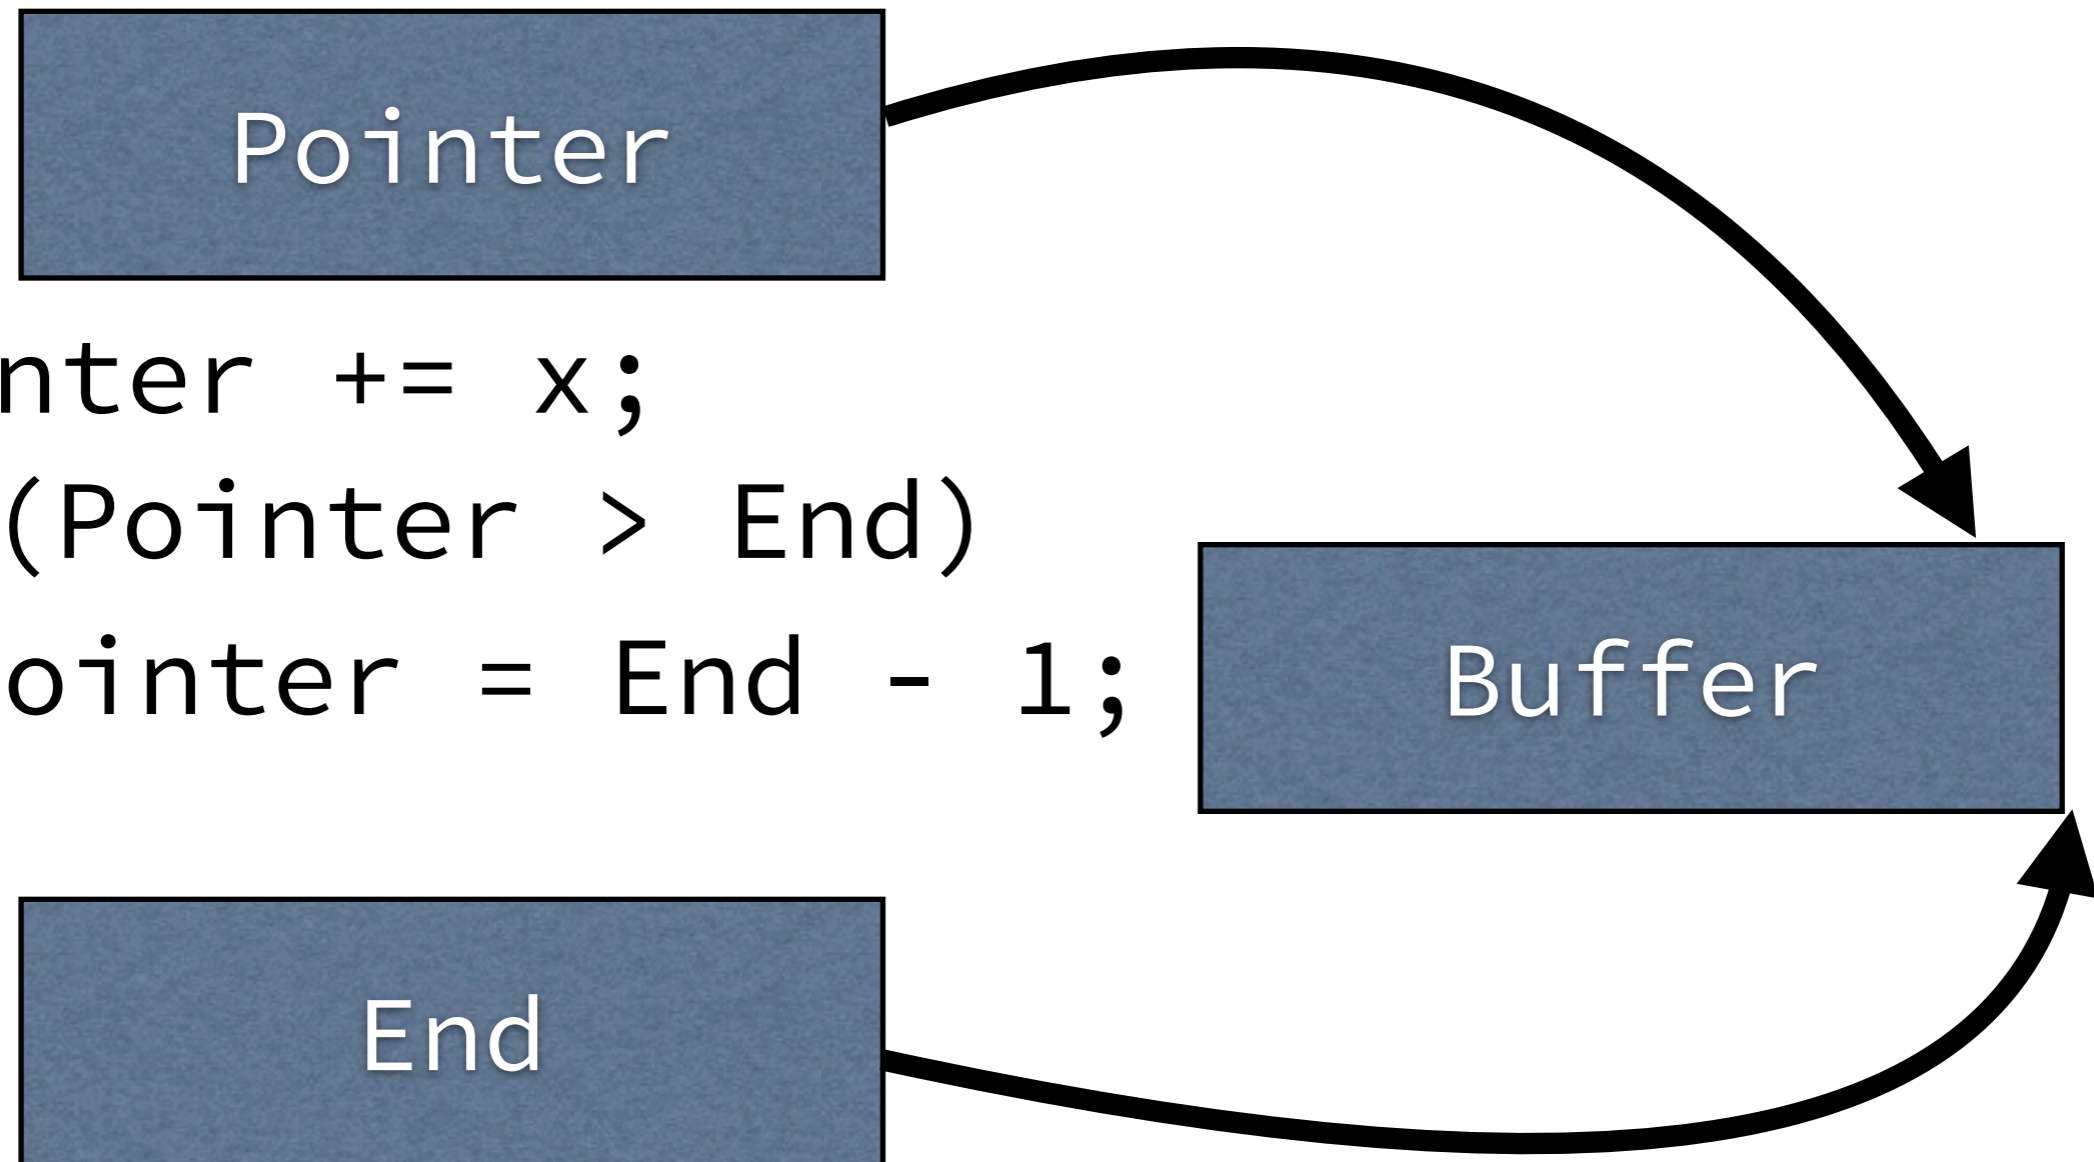 Pointer
nter += x;
(Pointer > End)
ointer = End - 1;
Buffer
End